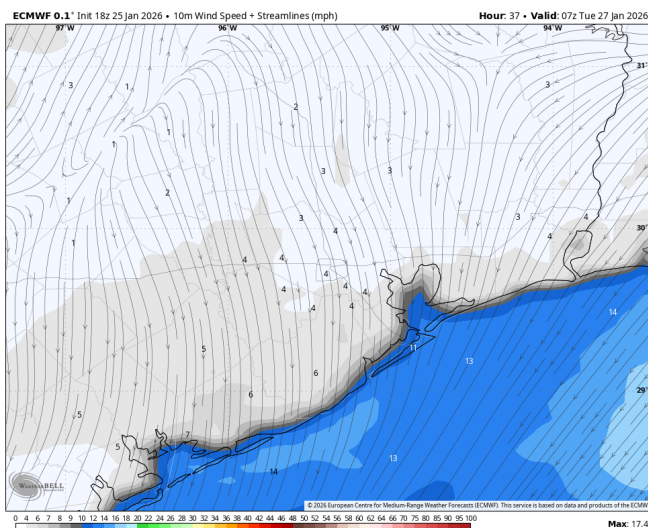 ECMWF 0.1° Init 18z 25 Jan 2026 • 10m Wind Speed + Streamlines (mph)
Hour: 37 • Valid: 07z Tue 27 Jan 2026
97°W 96°W 95°W 94°W
31°
3 1 2 3
1
1 3 3
1 2
3 3 4
4 4
1 30°
4 4
4
4 4 4
4 4
14
5 11
13
6
29°
6
5
7
5
13
14
WeatherBELL
© 2026 European Centre for Medium-Range Weather Forecasts (ECMWF). This service is based on data and products of the ECMW
0 4 5 6 7 8 9 10 12 14 16 18 20 22 24 26 28 30 32 34 36 38 40 42 44 46 48 50 52 54 56 58 60 62 64 66 70 75 80 85 90 95 100
Max: 17.4